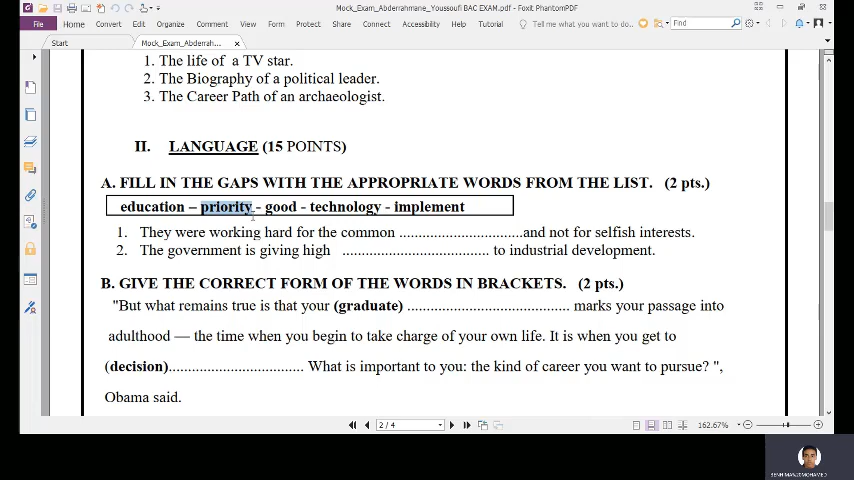 Mock_Exam_Abderrahmane_Youssoufi BAC EXAM.pdf - Foxit PhantomPDF
File Home Convert Edit Organize Comment View Form Protect Share Connect Accessibility Help Tutorial Tell me what you want to do.. Find
Start Mock_Exam_Abderrah...
1. The life of a TV star.
2. The Biography of a political leader.
3. The Career Path of an archaeologist.
II. LANGUAGE (15 POINTS)
A. FILL IN THE GAPS WITH THE APPROPRIATE WORDS FROM THE LIST. (2 pts.)
education – priority - good - technology - implement
1. They were working hard for the common ...............................and not for selfish interests.
2. The government is giving high ..................................... to industrial development.
B. GIVE THE CORRECT FORM OF THE WORDS IN BRACKETS. (2 pts.)
"But what remains true is that your (graduate) ......................................... marks your passage into
adulthood — the time when you begin to take charge of your own life. It is when you get to
(decision).................................. What is important to you: the kind of career you want to pursue? ",
Obama said.
2 / 4 162.67%